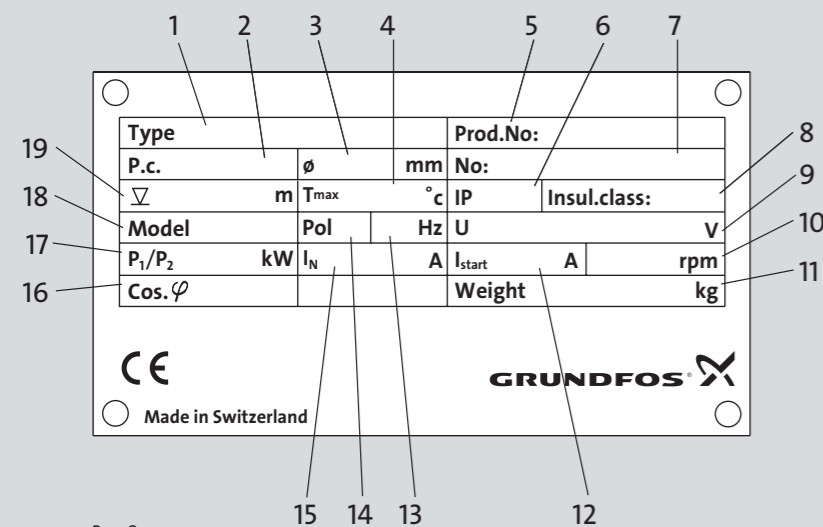 1 2 3 4 5 6 7
Type Prod.No:
P.c. ø mm No:
19 m Tmax °c IP Insul.class: 8
18 Model Pol Hz U V 9
17 P₁/P₂ kW I_N A I_start A rpm 10
16 Cos.φ Weight kg 11
CE
GRUNDFOS
Made in Switzerland
15 14 13 12